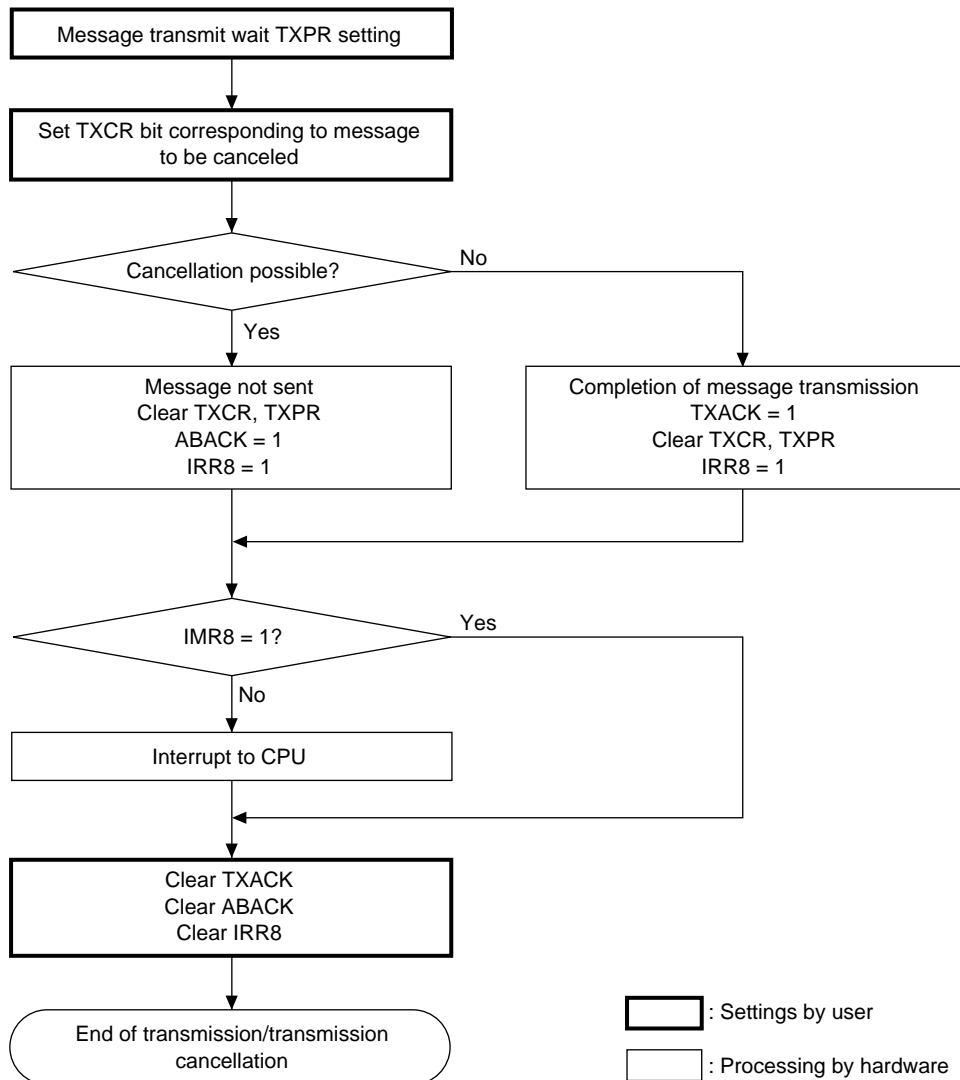 Message transmit wait TXPR setting
Set TXCR bit corresponding to message
to be canceled
Cancellation possible?
No
Yes
Message not sent
Clear TXCR, TXPR
ABACK = 1
IRR8 = 1
Completion of message transmission
TXACK = 1
Clear TXCR, TXPR
IRR8 = 1
IMR8 = 1?
Yes
No
Interrupt to CPU
Clear TXACK
Clear ABACK
Clear IRR8
End of transmission/transmission
cancellation
: Settings by user
: Processing by hardware